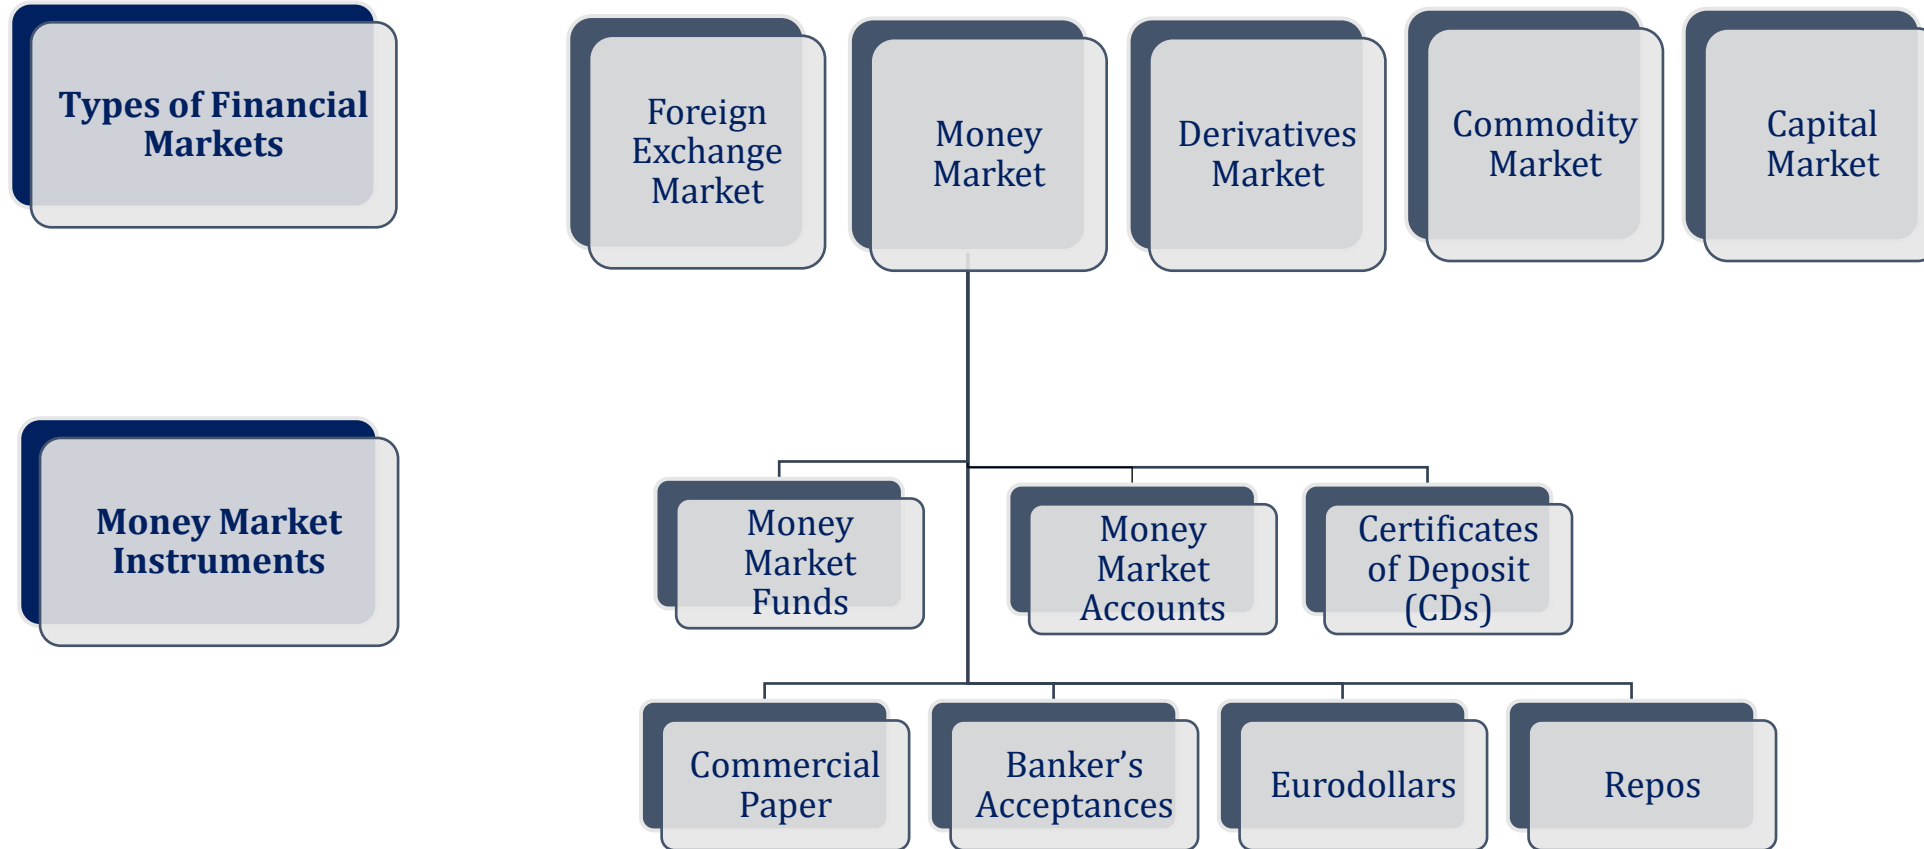 Types of Financial
Markets
Foreign
Exchange
Market
Money
Market
Derivatives
Market
Commodity
Market
Capital
Market
Money Market
Instruments
Money
Market
Funds
Money
Market
Accounts
Certificates
of Deposit
(CDs)
Commercial
Paper
Banker’s
Acceptances
Eurodollars
Repos